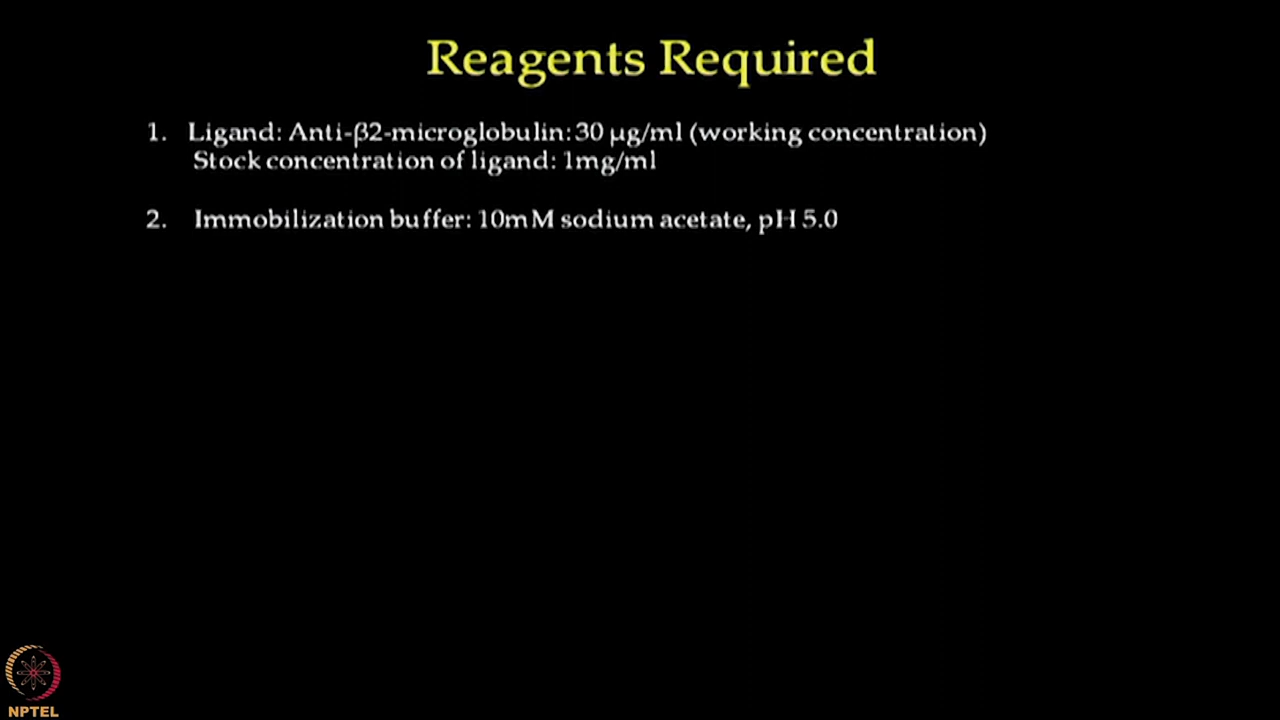 Reagents Required
1. Ligand: Anti-β2-microglobulin: 30 µg/ml (working concentration)
Stock concentration of ligand: 1mg/ml
2. Immobilization buffer: 10mM sodium acetate, pH 5.0
NPTEL